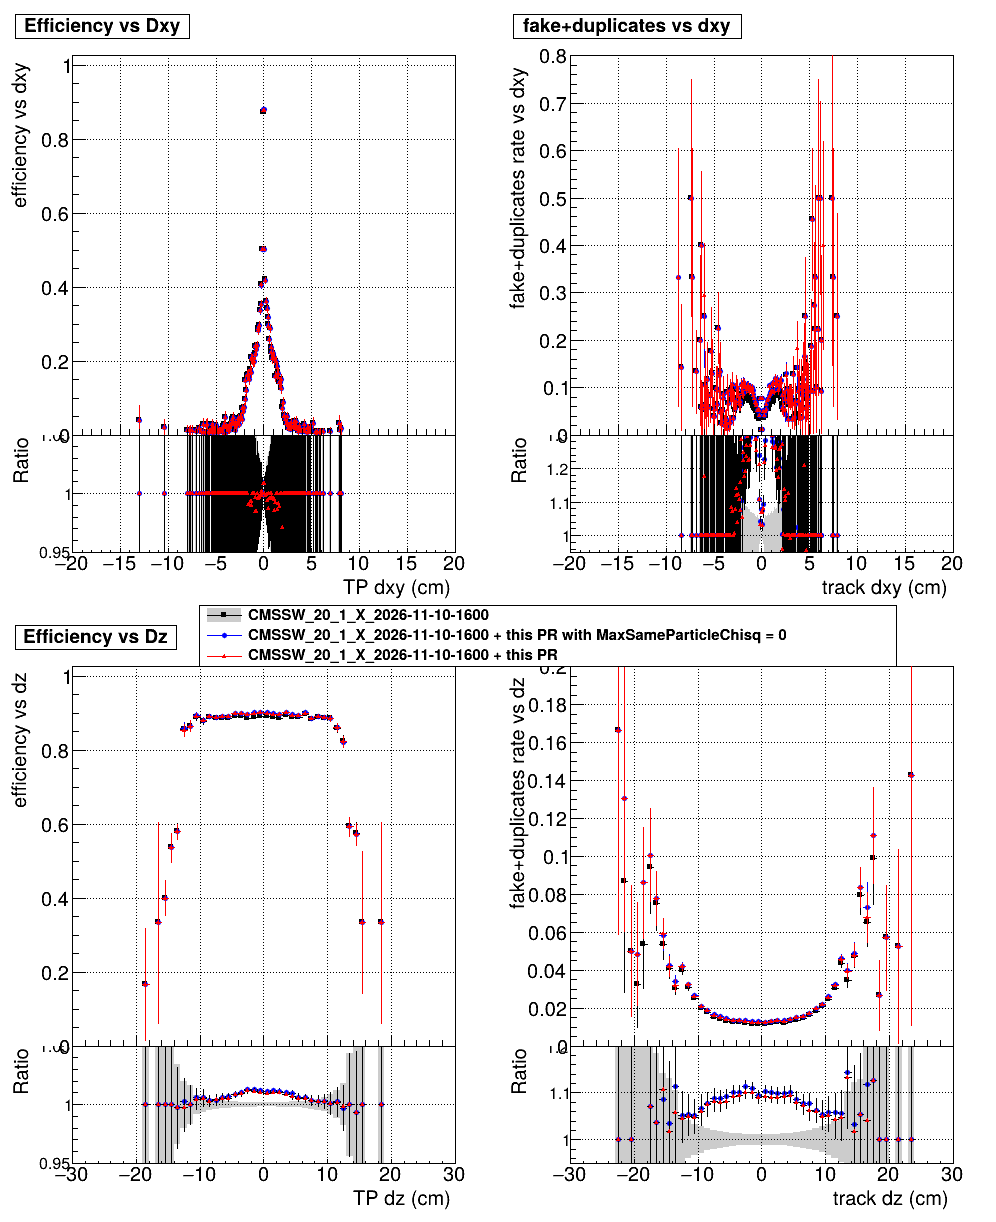 Efficiency vs Dxy
fake+duplicates vs dxy
efficiency vs dxy
1
0.8
0.6
0.4
0.2
0
Ratio
1
0.95
−20 −15 −10 −5 0 5 10 15 20
TP dxy (cm)
fake+duplicates rate vs dxy
0.8
0.7
0.6
0.5
0.4
0.3
0.2
0.1
0
Ratio
1.2
1.1
1
−20 −15 −10 −5 0 5 10 15 20
track dxy (cm)
CMSSW_20_1_X_2026-11-10-1600
CMSSW_20_1_X_2026-11-10-1600 + this PR with MaxSameParticleChisq = 0
CMSSW_20_1_X_2026-11-10-1600 + this PR
Efficiency vs Dz
efficiency vs dz
1
0.8
0.6
0.4
0.2
0
Ratio
1
0.95
−30 −20 −10 0 10 20 30
TP dz (cm)
fake+duplicates rate vs dz
0.2
0.18
0.16
0.14
0.12
0.1
0.08
0.06
0.04
0.02
Ratio
1.1
1
−30 −20 −10 0 10 20 30
track dz (cm)